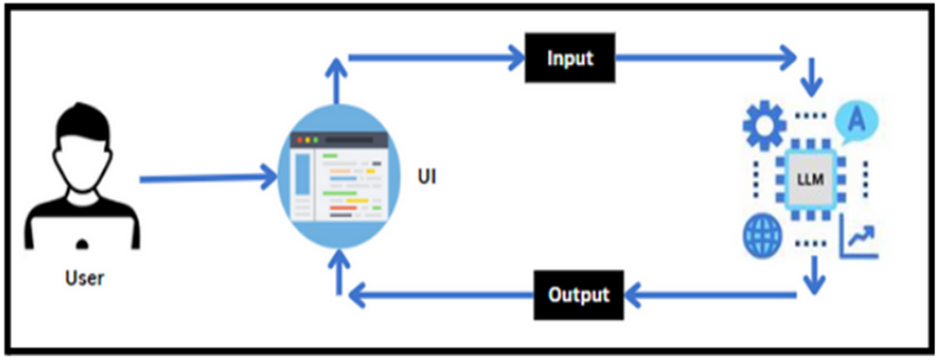 Input
UI
A
LLM
User
Output